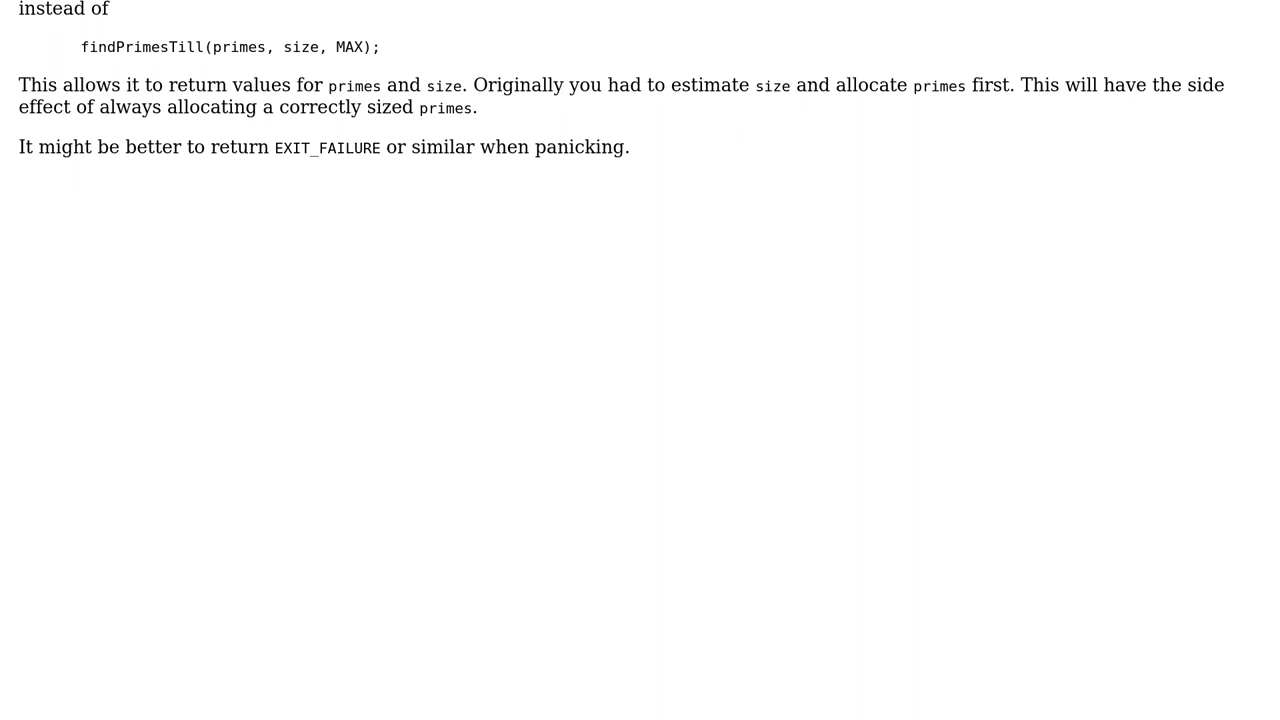 instead of
findPrimesTill(primes, size, MAX);
This allows it to return values for primes and size. Originally you had to estimate size and allocate primes first. This will have the side
effect of always allocating a correctly sized primes.
It might be better to return EXIT_FAILURE or similar when panicking.